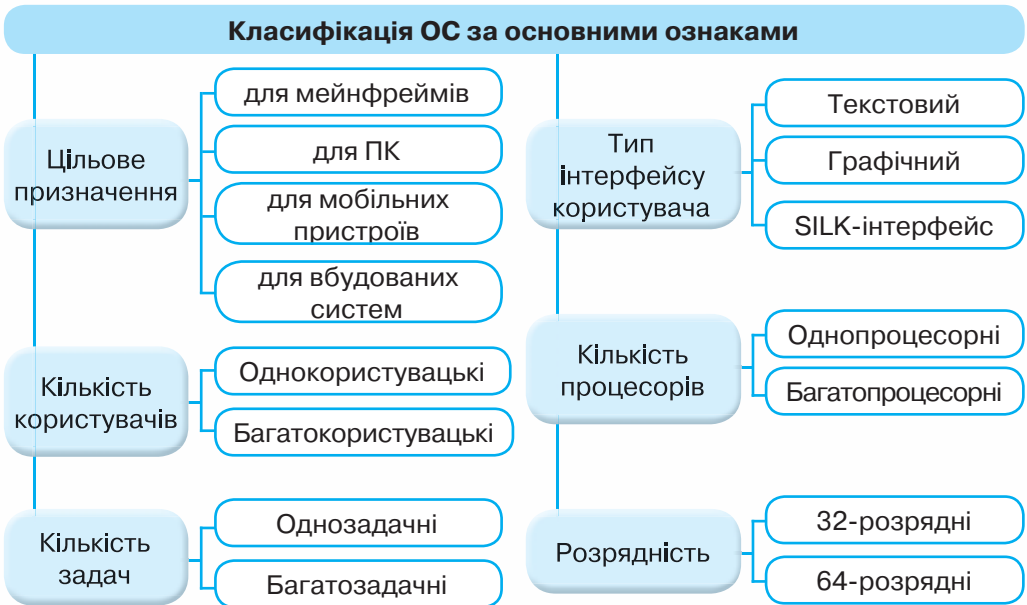 Класифікація ОС за основними ознаками
Цільове
призначення
для мейнфреймів
для ПК
для мобільних
пристроїв
для вбудованих
систем
Кількість
користувачів
Однокористувацькі
Багатокористувацькі
Кількість
задач
Однозадачні
Багатозадачні
Тип
інтерфейсу
користувача
Текстовий
Графічний
SILK-інтерфейс
Кількість
процесорів
Однопроцесорні
Багатопроцесорні
Розрядність
32-розрядні
64-розрядні